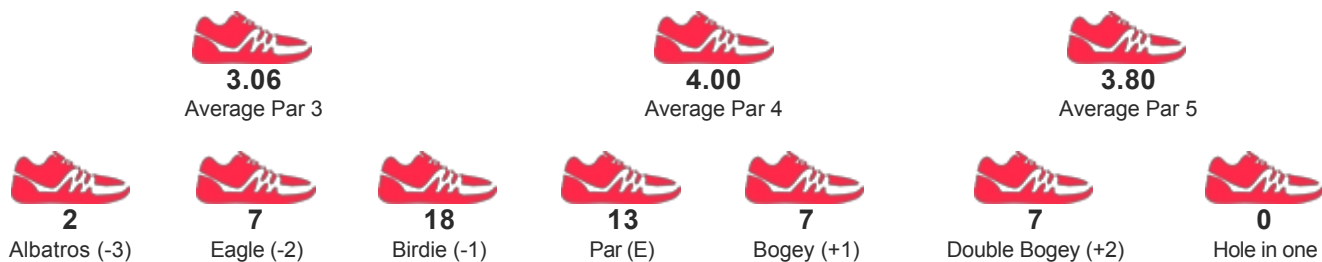 3.06 4.00 3.80
Average Par 3 Average Par 4 Average Par 5
2 7 18 13 7 7 0
Albatros (-3) Eagle (-2) Birdie (-1) Par (E) Bogey (+1) Double Bogey (+2) Hole in one